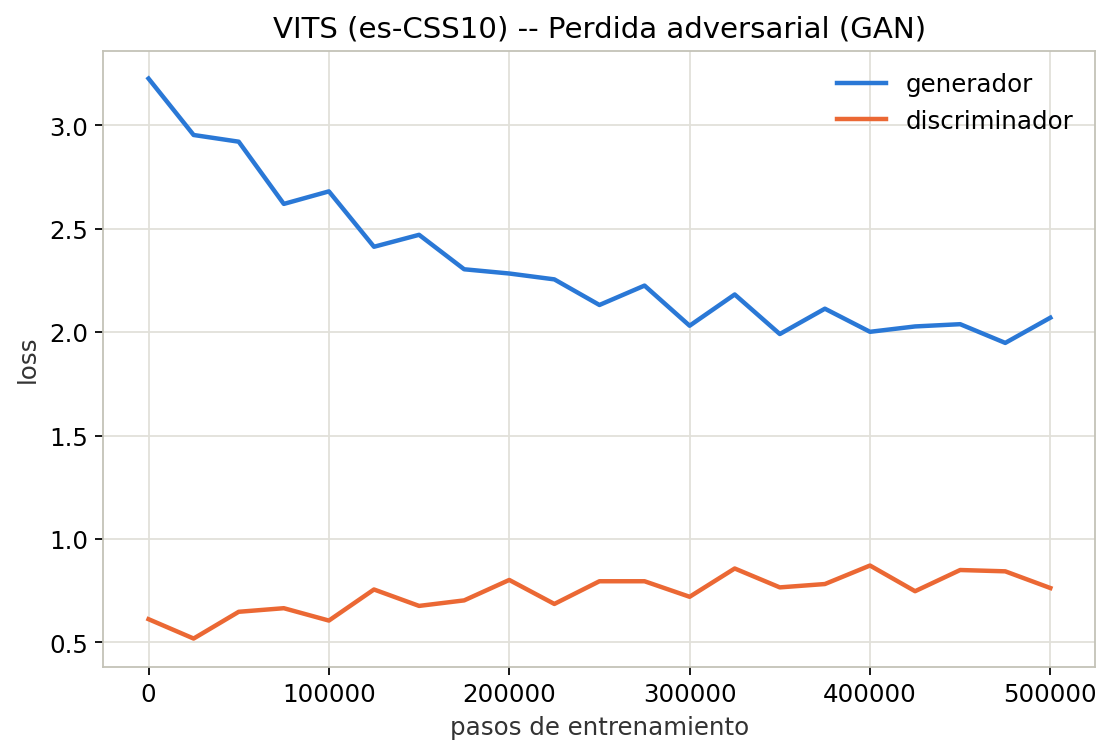 VITS (es-CSS10) -- Perdida adversarial (GAN)
generador
discriminador
3.0
2.5
2.0
1.5
1.0
0.5
loss
0 100000 200000 300000 400000 500000
pasos de entrenamiento